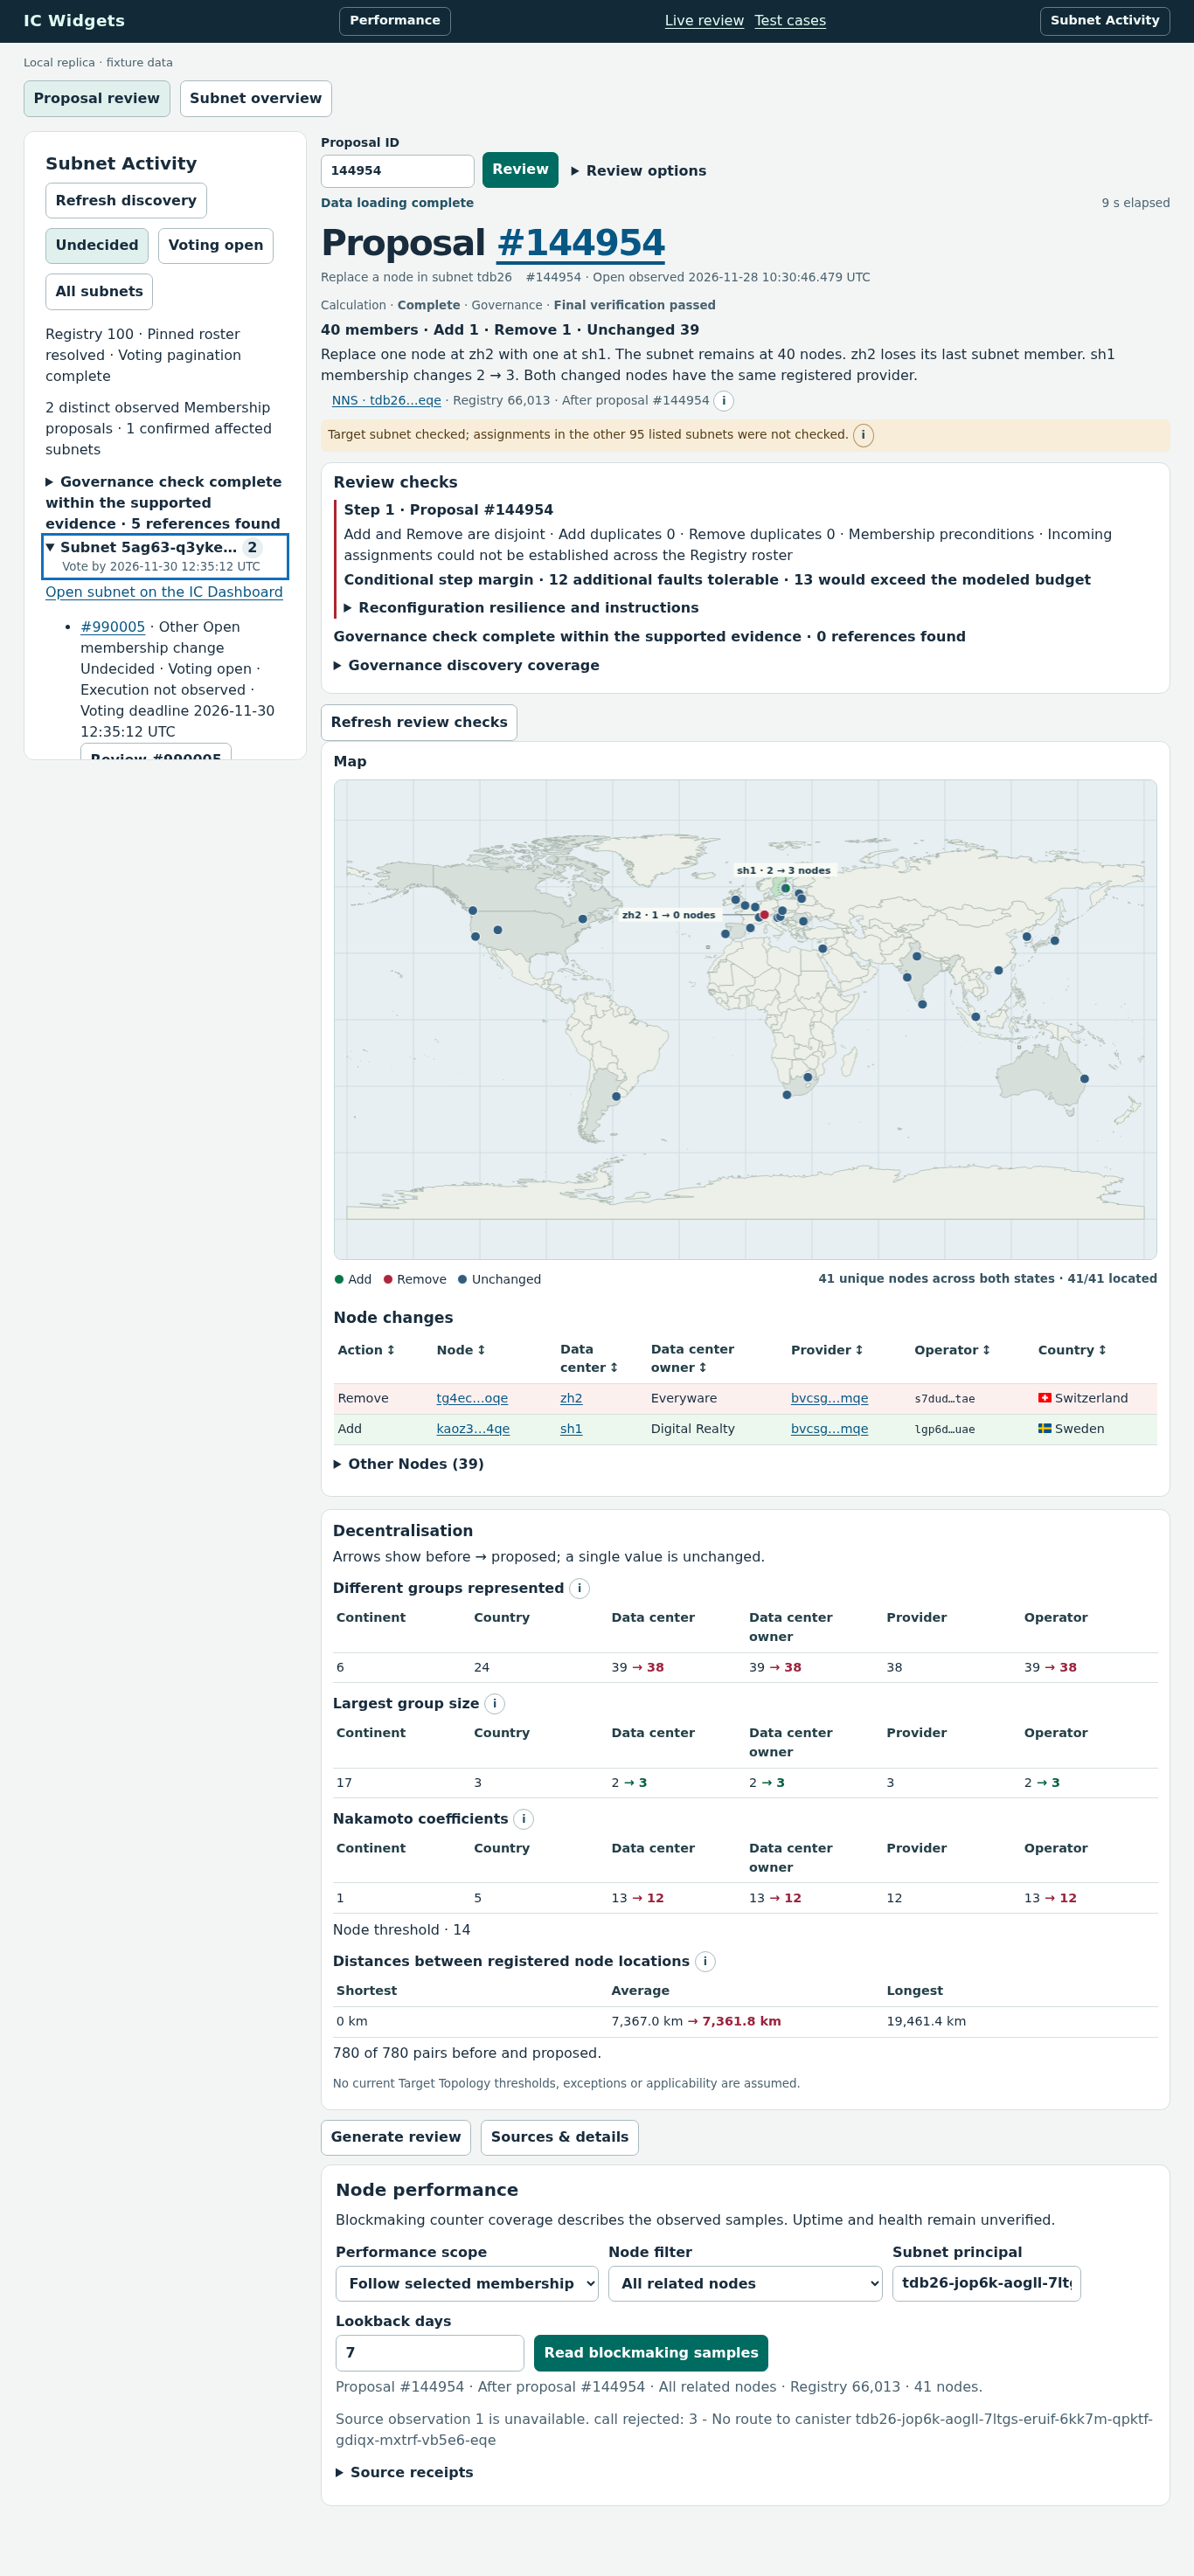 IC Widgets
Performance
Live review Test cases
Subnet Activity
Local replica · fixture data
Proposal review
Subnet overview
Subnet Activity
Refresh discovery
Undecided
Voting open
All subnets
Registry 100 · Pinned roster
resolved · Voting pagination
complete
2 distinct observed Membership
proposals · 1 confirmed affected
subnets
▶ Governance check complete
within the supported
evidence · 5 references found
▼ Subnet 5ag63-q3yke… 2
Vote by 2026-11-30 12:35:12 UTC
Open subnet on the IC Dashboard
• #990005 · Other Open
membership change
Undecided · Voting open ·
Execution not observed ·
Voting deadline 2026-11-30
12:35:12 UTC
Review #990005
Proposal ID
144954
Review
▶ Review options
Data loading complete
9 s elapsed
Proposal #144954
Replace a node in subnet tdb26 #144954 · Open observed 2026-11-28 10:30:46.479 UTC
Calculation · Complete · Governance · Final verification passed
40 members · Add 1 · Remove 1 · Unchanged 39
Replace one node at zh2 with one at sh1. The subnet remains at 40 nodes. zh2 loses its last subnet member. sh1
membership changes 2 → 3. Both changed nodes have the same registered provider.
NNS · tdb26…eqe · Registry 66,013 · After proposal #144954 i
Target subnet checked; assignments in the other 95 listed subnets were not checked. i
Review checks
Step 1 · Proposal #144954
Add and Remove are disjoint · Add duplicates 0 · Remove duplicates 0 · Membership preconditions · Incoming
assignments could not be established across the Registry roster
Conditional step margin · 12 additional faults tolerable · 13 would exceed the modeled budget
▶ Reconfiguration resilience and instructions
Governance check complete within the supported evidence · 0 references found
▶ Governance discovery coverage
Refresh review checks
Map
sh1 · 2 → 3 nodes
zh2 · 1 → 0 nodes
Add Remove Unchanged
41 unique nodes across both states · 41/41 located
Node changes
Action ↕ Node ↕ Data center ↕ Data center owner ↕ Provider ↕ Operator ↕ Country ↕
Remove tg4ec…oqe zh2 Everyware bvcsg…mqe s7dud…tae Switzerland
Add kaoz3…4qe sh1 Digital Realty bvcsg…mqe lgp6d…uae Sweden
▶ Other Nodes (39)
Decentralisation
Arrows show before → proposed; a single value is unchanged.
Different groups represented i
Continent Country Data center Data center owner Provider Operator
6 24 39 → 38 39 → 38 38 39 → 38
Largest group size i
Continent Country Data center Data center owner Provider Operator
17 3 2 → 3 2 → 3 3 2 → 3
Nakamoto coefficients i
Continent Country Data center Data center owner Provider Operator
1 5 13 → 12 13 → 12 12 13 → 12
Node threshold · 14
Distances between registered node locations i
Shortest Average Longest
0 km 7,367.0 km → 7,361.8 km 19,461.4 km
780 of 780 pairs before and proposed.
No current Target Topology thresholds, exceptions or applicability are assumed.
Generate review
Sources & details
Node performance
Blockmaking counter coverage describes the observed samples. Uptime and health remain unverified.
Performance scope Node filter Subnet principal
Follow selected membership All related nodes tdb26-jop6k-aogll-7ltg
Lookback days
7 Read blockmaking samples
Proposal #144954 · After proposal #144954 · All related nodes · Registry 66,013 · 41 nodes.
Source observation 1 is unavailable. call rejected: 3 - No route to canister tdb26-jop6k-aogll-7ltgs-eruif-6kk7m-qpktf-
gdiqx-mxtrf-vb5e6-eqe
▶ Source receipts